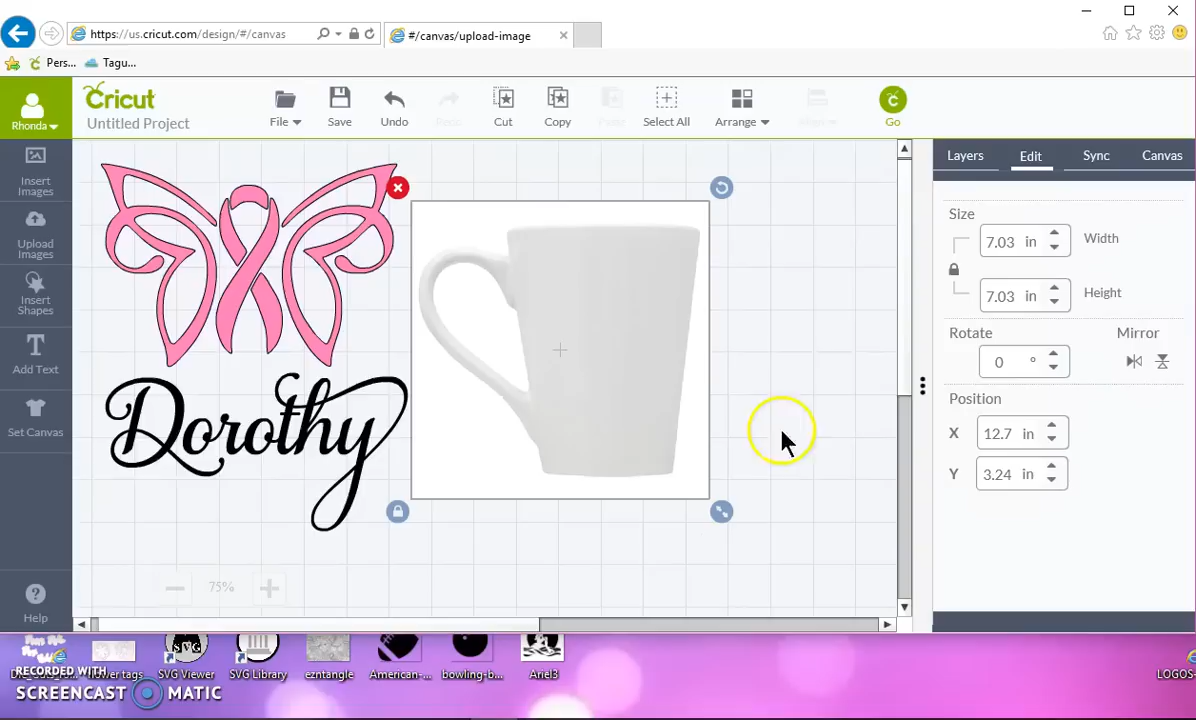 https://us.cricut.com/design/#/canvas
#/canvas/upload-image
Pers...
Tagu...
Rhonda
Cricut
Untitled Project
File
Save
Undo
Redo
Cut
Copy
Select All
Arrange
Go
Insert
Images
Upload
Images
Insert
Shapes
Add Text
Set Canvas
Help
Dorothy
75%
Layers
Edit
Sync
Canvas
Size
7.03 in
Width
7.03 in
Height
Rotate
Mirror
0 °
Position
X
12.7 in
Y
3.24 in
SVG
SVG Viewer
SVG Library
ezntangle
American-...
bowling-b...
Ariel3
LOGOS-
RECORDED WITH
SCREENCAST MATIC